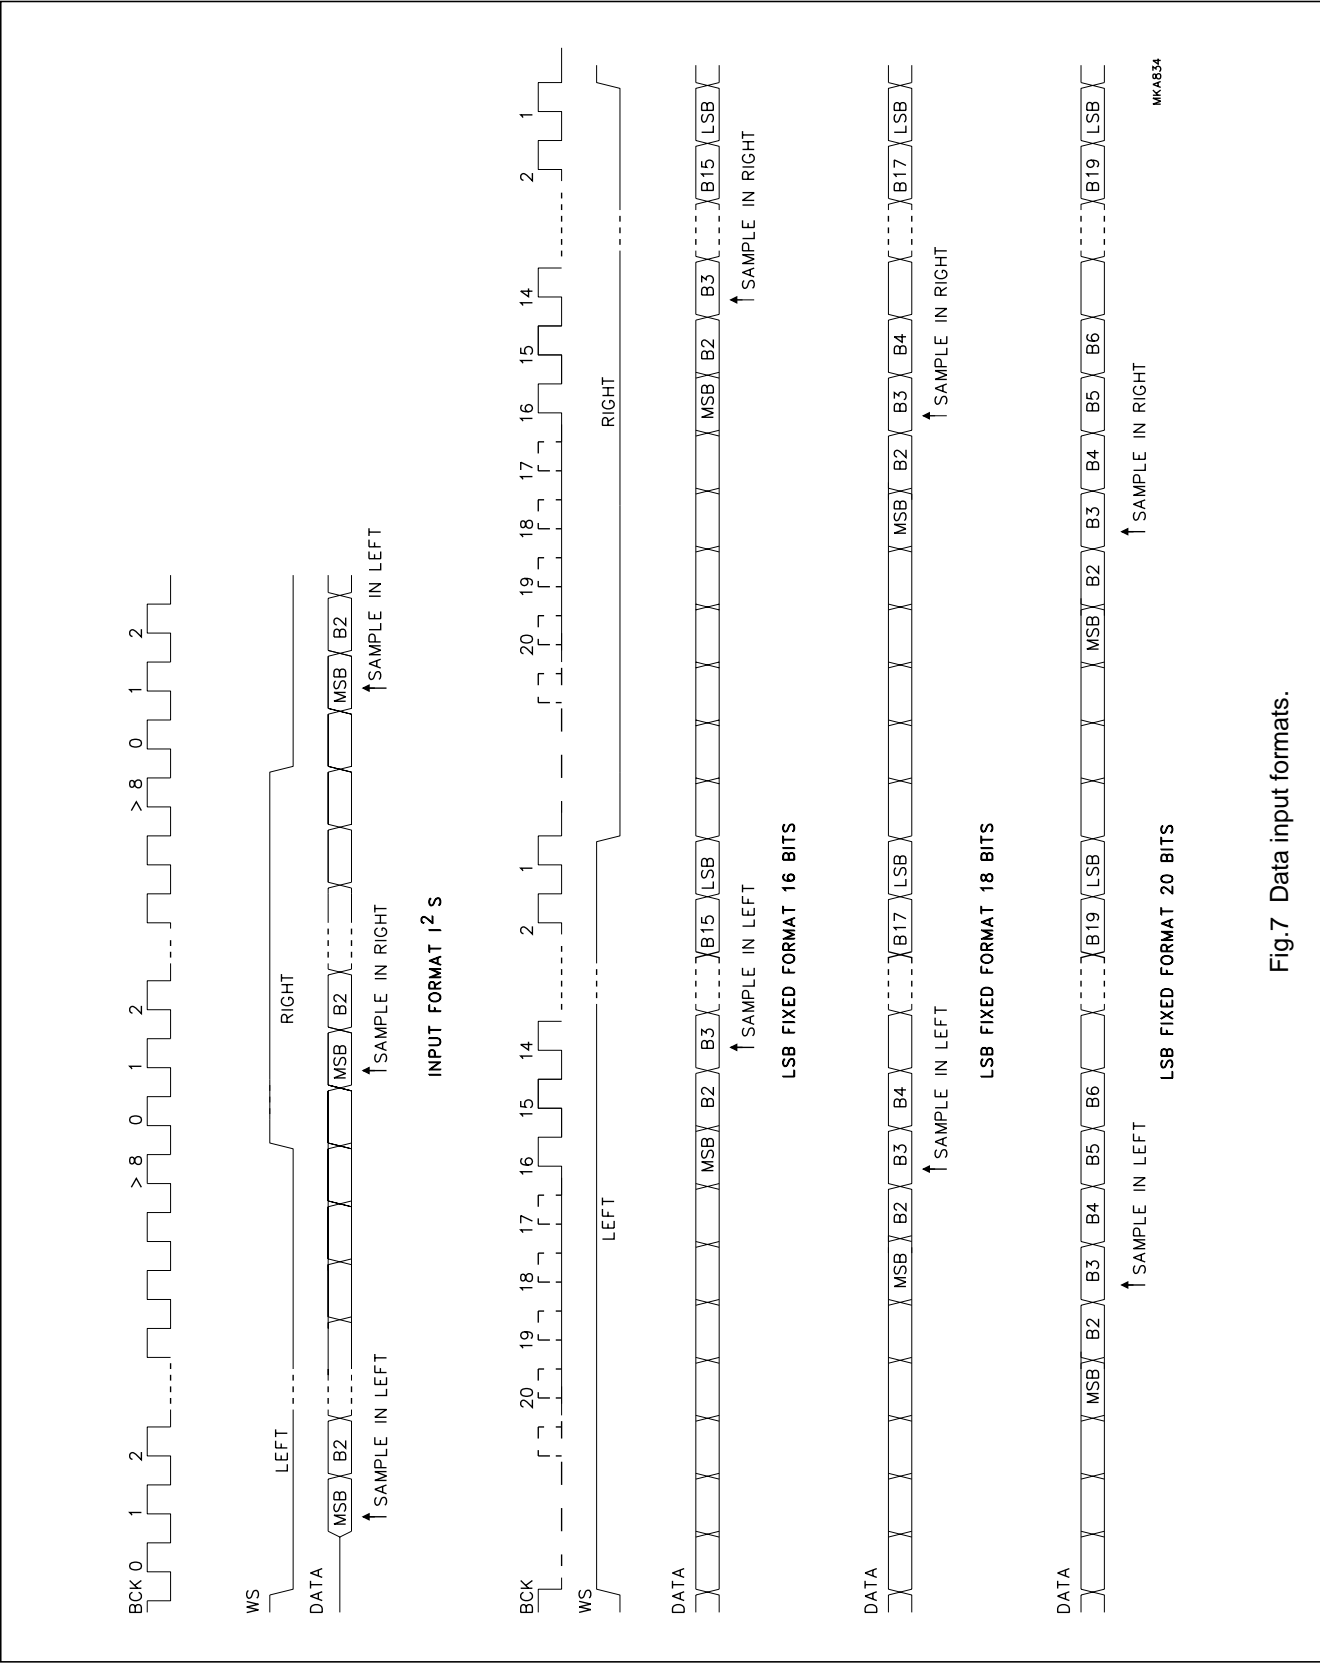 BCK 0 1 2 >8 0 1 2 >8 0 1 2
WS LEFT RIGHT
DATA MSB B2 MSB B2 MSB B2
SAMPLE IN LEFT SAMPLE IN RIGHT SAMPLE IN LEFT
INPUT FORMAT I² S
BCK 20 19 18 17 16 15 14 2 1 20 19 18 17 16 15 14 2 1
WS LEFT RIGHT
DATA MSB B2 B3 B15 LSB MSB B2 B3 B15 LSB
SAMPLE IN LEFT SAMPLE IN RIGHT
LSB FIXED FORMAT 16 BITS
DATA MSB B2 B3 B4 B17 LSB MSB B2 B3 B4 B17 LSB
SAMPLE IN LEFT SAMPLE IN RIGHT
LSB FIXED FORMAT 18 BITS
DATA MSB B2 B3 B4 B5 B6 B19 LSB MSB B2 B3 B4 B5 B6 B19 LSB
SAMPLE IN LEFT SAMPLE IN RIGHT
LSB FIXED FORMAT 20 BITS
MKA834
Fig.7 Data input formats.